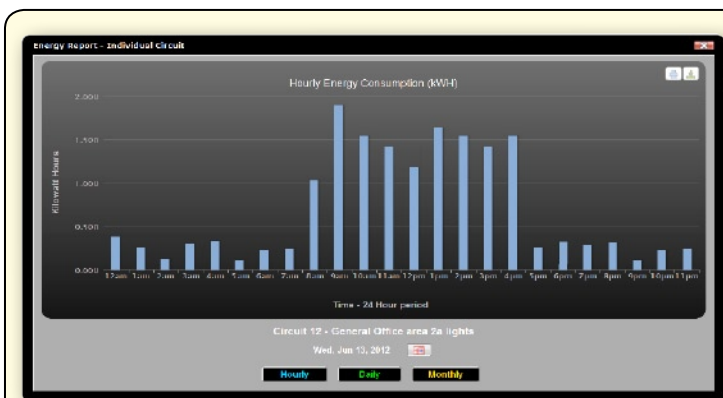 Energy Report - Individual Circuit
Hourly Energy Consumption (kWH)
2.000
1.500
1.000
0.500
0.000
Kilowatt Hours
12am 1am 2am 3am 4am 5am 6am 7am 8am 9am 10am 11am 12pm 1pm 2pm 3pm 4pm 5pm 6pm 7pm 8pm 9pm 10pm 11pm
Time - 24 Hour period
Circuit 12 - General Office area 2a lights
Wed, Jun 13, 2012
Hourly Daily Monthly